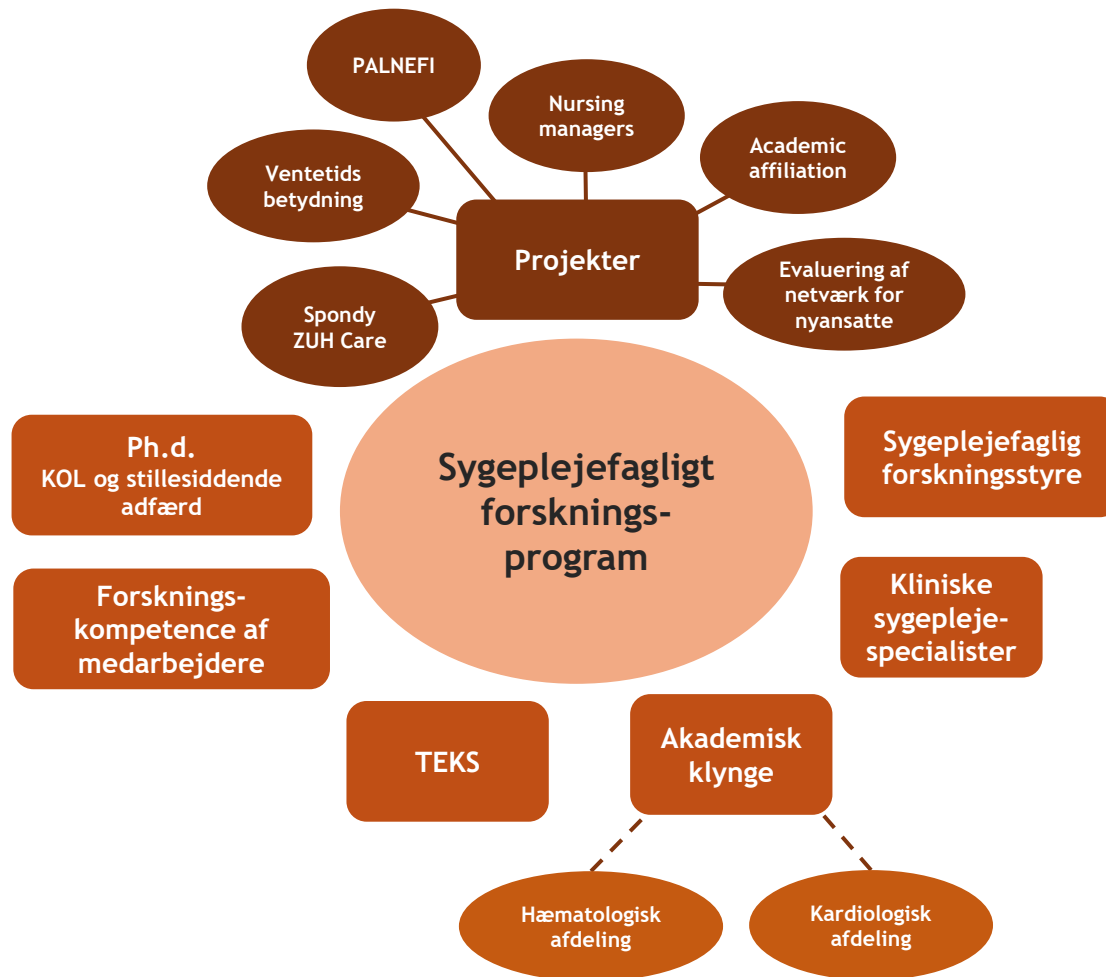 PALNEFI
Nursing
managers
Academic
affiliation
Ventetids
betydning
Projekter
Evaluering af
netværk for
nyansatte
Spondy
ZUH Care
Ph.d.
KOL og stillesiddende
adfærd
Sygeplejefagligt
forsknings-
program
Sygeplejefaglig
forskningsstyre
Forsknings-
kompetence af
medarbejdere
Kliniske
sygepleje-
specialister
TEKS
Akademisk
klynge
Hæmatologisk
afdeling
Kardiologisk
afdeling